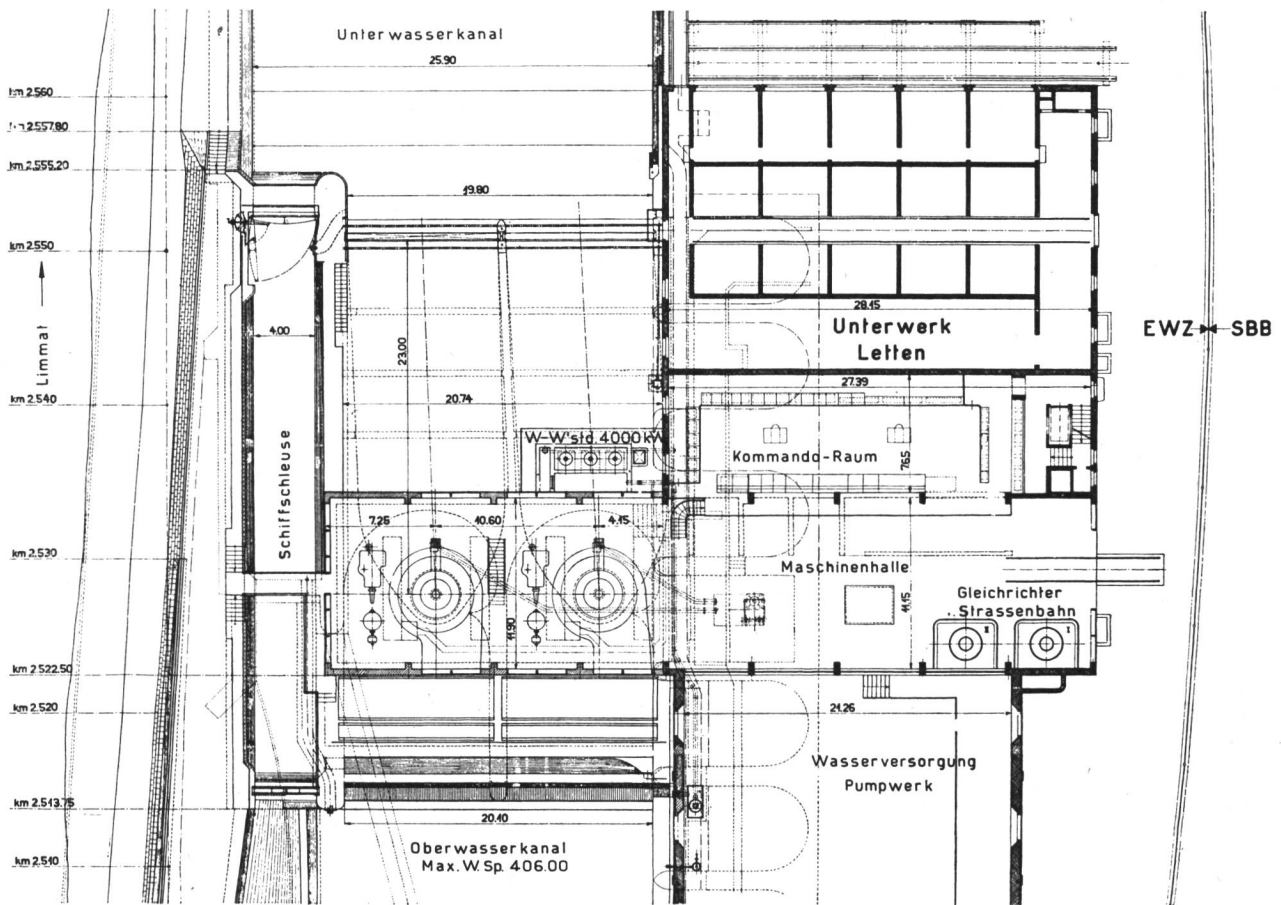 Unterwasserkanal
25.90
km 2.560
km 2.557.80
km 2.555.20
19.80
km 2.550
Limmat
4.00
23.00
28.15
Unterwerk
Letten
EWZ
SBB
27.39
km 2.540
20.74
W-W'std. 4000 kW
Kommando-Raum
7.65
Schiffschleuse
7.25
10.60
4.15
km 2.530
Maschinenhalle
11.90
11.15
Gleichrichter
Strassenbahn
II
I
km 2.522.50
km 2.520
21.26
Wasserversorgung
Pumpwerk
km 2.513.75
20.40
Oberwasserkanal
Max. W. Sp. 406.00
km 2.510